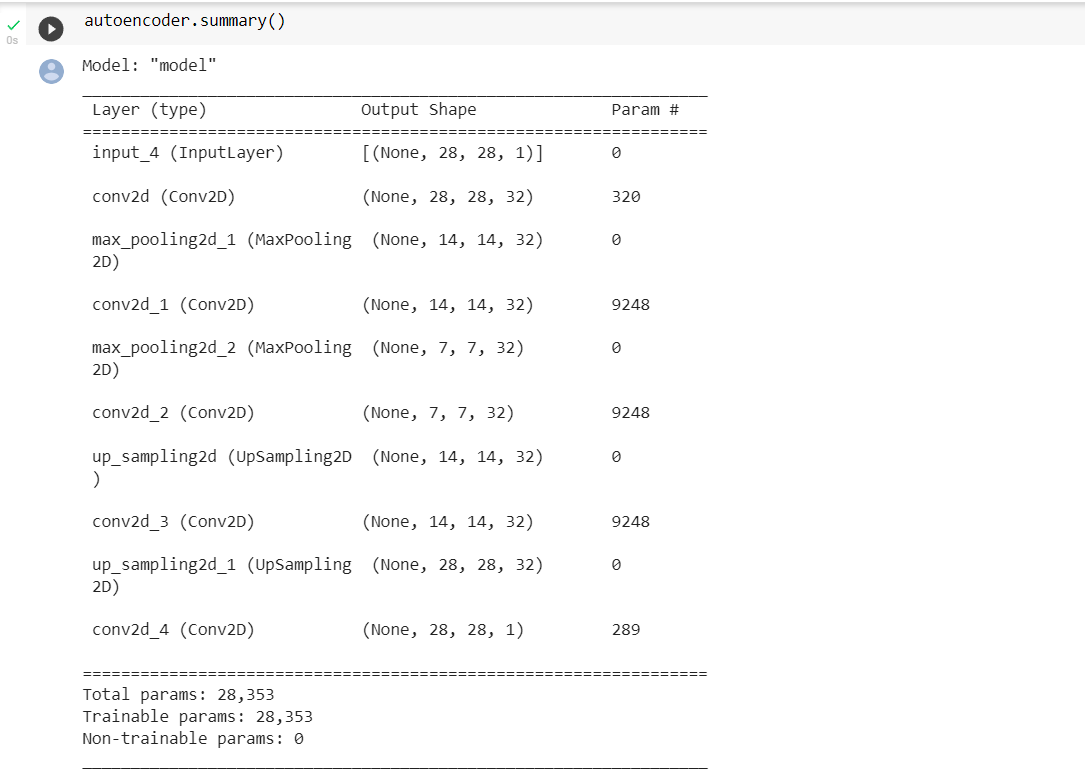 autoencoder.summary()
0s
Model: "model"
_________________________________________________________________
Layer (type)                Output Shape              Param #
=================================================================
input_4 (InputLayer)        [(None, 28, 28, 1)]       0
conv2d (Conv2D)             (None, 28, 28, 32)        320
max_pooling2d_1 (MaxPooling  (None, 14, 14, 32)       0
2D)
conv2d_1 (Conv2D)           (None, 14, 14, 32)        9248
max_pooling2d_2 (MaxPooling  (None, 7, 7, 32)         0
2D)
conv2d_2 (Conv2D)           (None, 7, 7, 32)          9248
up_sampling2d (UpSampling2D  (None, 14, 14, 32)       0
)
conv2d_3 (Conv2D)           (None, 14, 14, 32)        9248
up_sampling2d_1 (UpSampling  (None, 28, 28, 32)       0
2D)
conv2d_4 (Conv2D)           (None, 28, 28, 1)         289
=================================================================
Total params: 28,353
Trainable params: 28,353
Non-trainable params: 0
_________________________________________________________________